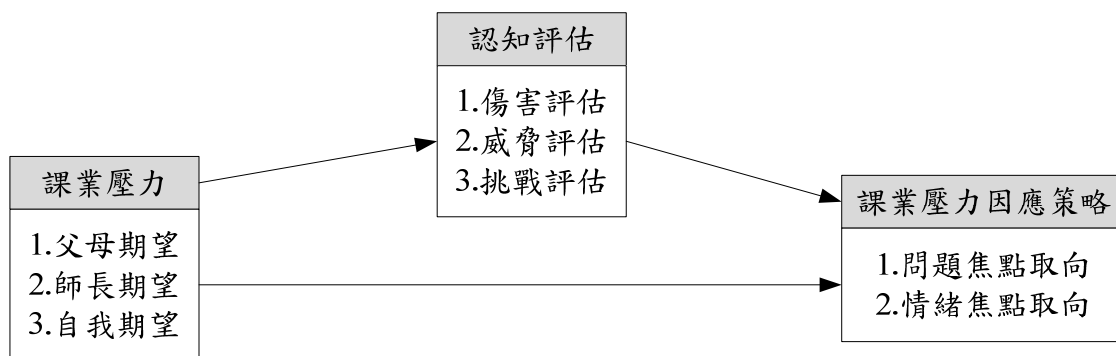 認知評估
1.傷害評估
2.威脅評估
3.挑戰評估
課業壓力
1.父母期望
2.師長期望
3.自我期望
課業壓力因應策略
1.問題焦點取向
2.情緒焦點取向